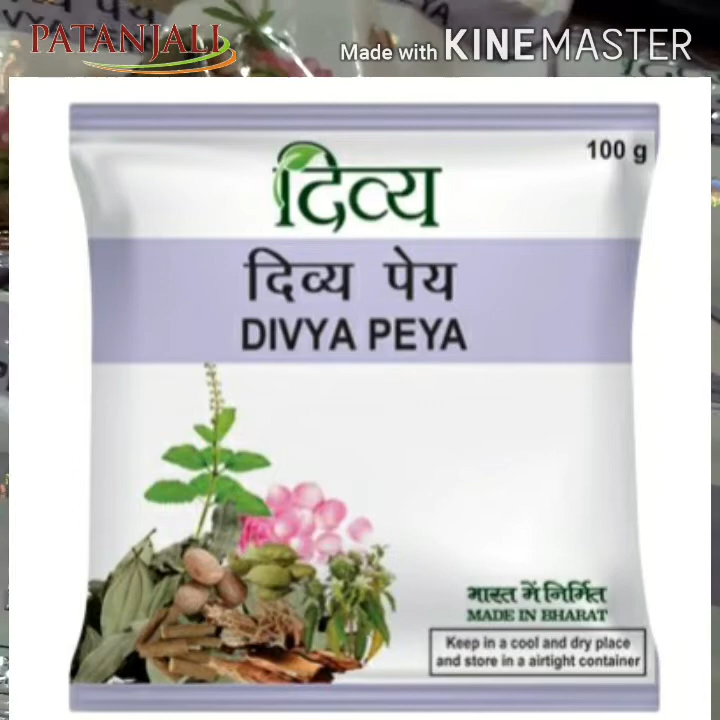 PATANJALI
Made with KINEMASTER
100 g
दिव्य
दिव्य पेय
DIVYA PEYA
भारत में निर्मित
MADE IN BHARAT
Keep in a cool and dry place
and store in a airtight container